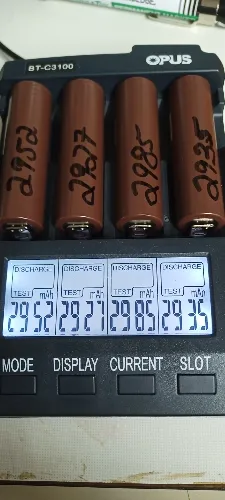 BT-C3100 OPUS
2952 2927 2985 2935
DISCHARGE DISCHARGE DISCHARGE DISCHARGE
TEST mAh TEST mAh TEST mAh TEST mAh
2952 2927 2985 2935
MODE DISPLAY CURRENT SLOT